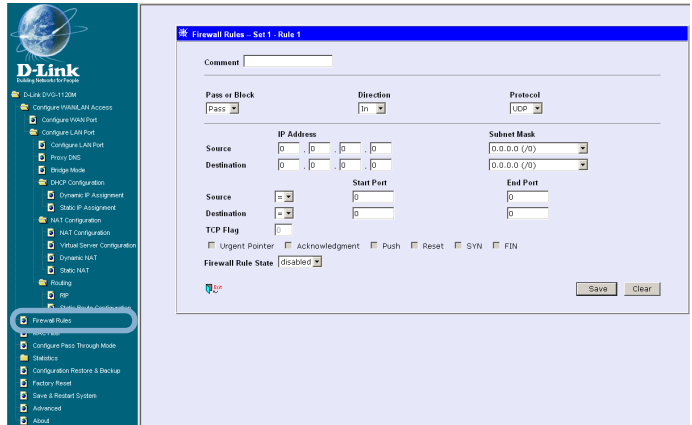 D-Link
Building Networks for People
D-Link DVG-1120M
Configure WAN/LAN Access
Configure WAN Port
Configure LAN Port
Configure LAN Port
Proxy DNS
Bridge Mode
DHCP Configuration
Dynamic IP Assignment
Static IP Assignment
NAT Configuration
NAT Configuration
Virtual Server Configuration
Dynamic NAT
Static NAT
Routing
RIP
Static Route Configuration
Firewall Rules
MAC Filter
Configure Pass Through Mode
Statistics
Configuration Restore & Backup
Factory Reset
Save & Restart System
Advanced
About
Firewall Rules -- Set 1 - Rule 1
Comment
Pass or Block Direction Protocol
Pass In UDP
IP Address Subnet Mask
Source 0 . 0 . 0 . 0 0.0.0.0 (/0)
Destination 0 . 0 . 0 . 0 0.0.0.0 (/0)
Start Port End Port
Source = 0 0
Destination = 0 0
TCP Flag 0
Urgent Pointer Acknowledgment Push Reset SYN FIN
Firewall Rule State disabled
Exit Save Clear